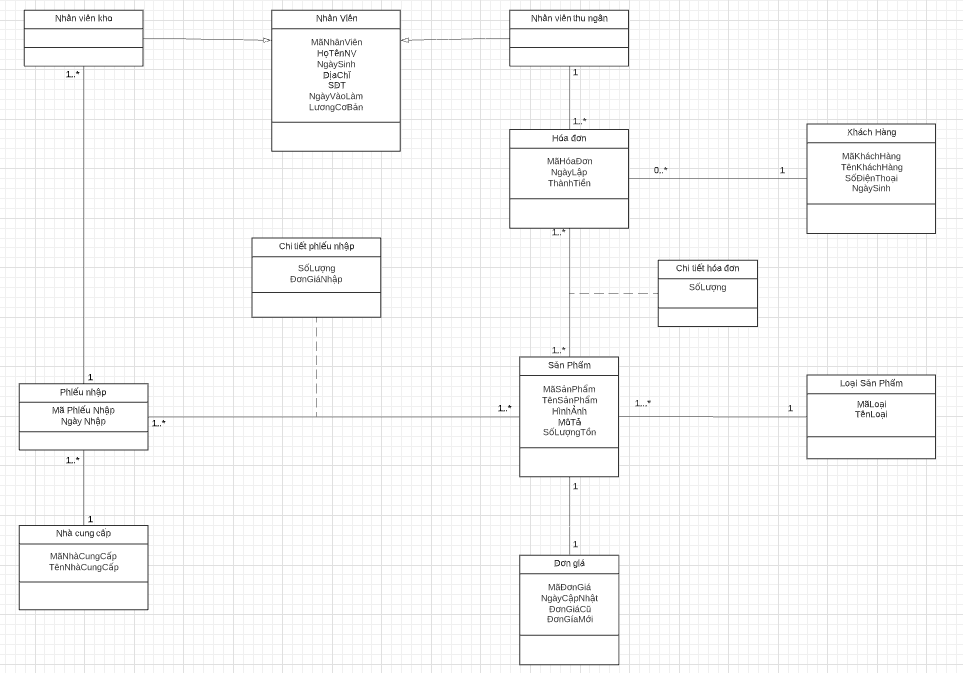 Nhân viên kho
Nhân Viên
MãNhânViên
HọTênNV
NgàySinh
ĐịaChỉ
SĐT
NgàyVàoLàm
LươngCơBản
Nhân viên thu ngân
1..*
1
1..*
Hóa đơn
MãHóaĐơn
NgàyLập
ThànhTiền
0..*
1
Khách Hàng
MãKháchHàng
TênKháchHàng
SốĐiệnThoại
NgàySinh
1..*
Chi tiết phiếu nhập
SốLượng
ĐơnGiáNhập
Chi tiết hóa đơn
SốLượng
1..*
1
Phiếu nhập
Mã Phiếu Nhập
Ngày Nhập
1..*
1..*
Sản Phẩm
MãSảnPhẩm
TênSảnPhẩm
HìnhẢnh
MôTả
SốLượngTồn
1...*
1
Loại Sản Phẩm
MãLoại
TênLoại
1..*
1
Nhà cung cấp
MãNhàCungCấp
TênNhàCungCấp
1
1
Đơn giá
MãĐơnGiá
NgàyCậpNhật
ĐơnGiáCũ
ĐơnGíaMới